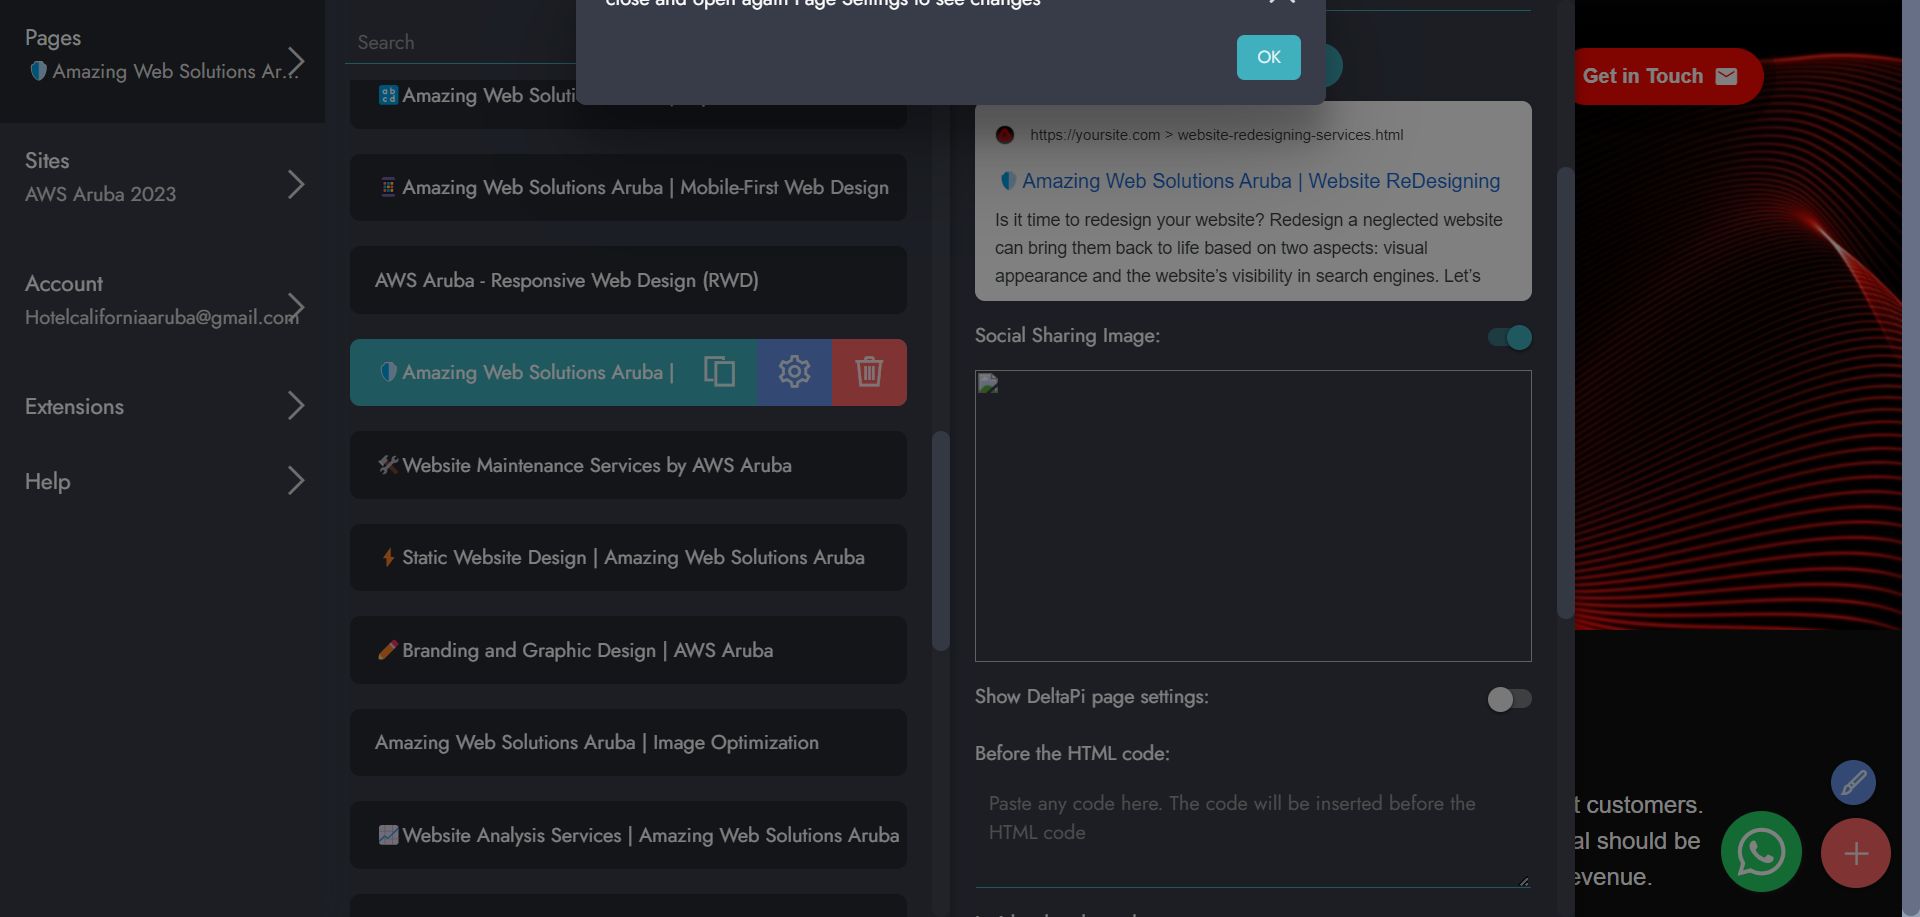 Pages
Amazing Web Solutions Ar...
Sites
AWS Aruba 2023
Account
Hotelcaliforniaaruba@gmail.com
Extensions
Help
close and open again Page Settings to see changes
OK
Search
Amazing Web Soluti
Amazing Web Solutions Aruba | Mobile-First Web Design
AWS Aruba - Responsive Web Design (RWD)
Amazing Web Solutions Aruba |
Website Maintenance Services by AWS Aruba
Static Website Design | Amazing Web Solutions Aruba
Branding and Graphic Design | AWS Aruba
Amazing Web Solutions Aruba | Image Optimization
Website Analysis Services | Amazing Web Solutions Aruba
https://yoursite.com > website-redesigning-services.html
Amazing Web Solutions Aruba | Website ReDesigning
Is it time to redesign your website? Redesign a neglected website
can bring them back to life based on two aspects: visual
appearance and the website's visibility in search engines. Let's
Social Sharing Image:
Show DeltaPi page settings:
Before the HTML code:
Paste any code here. The code will be inserted before the
HTML code
Get in Touch
t customers.
al should be
evenue.